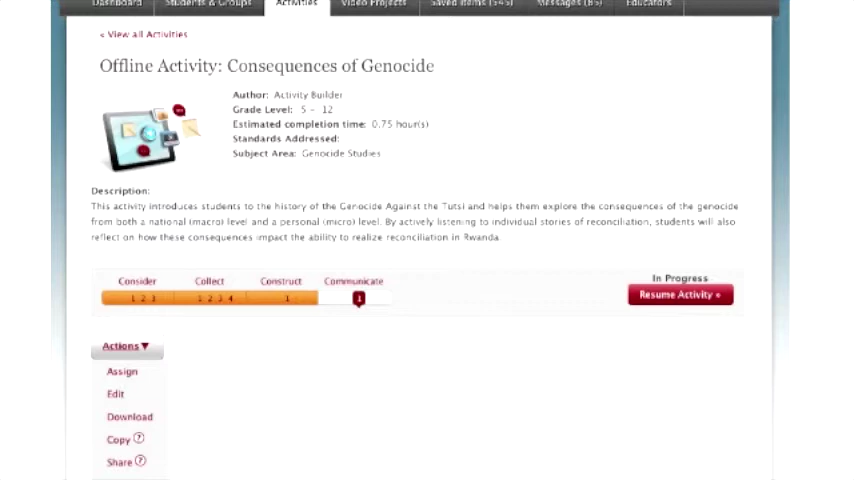 Dashboard Students & Groups Activities Video Projects Saved Items (545) Messages (85) Educators
« View all Activities
Offline Activity: Consequences of Genocide
Author: Activity Builder
Grade Level: 5 - 12
Estimated completion time: 0.75 hour(s)
Standards Addressed:
Subject Area: Genocide Studies
Description:
This activity introduces students to the history of the Genocide Against the Tutsi and helps them explore the consequences of the genocide
from both a national (macro) level and a personal (micro) level. By actively listening to individual stories of reconciliation, students will also
reflect on how these consequences impact the ability to realize reconciliation in Rwanda.
Consider Collect Construct Communicate
1 2 3 1 2 3 4 1 1
In Progress
Resume Activity »
Actions ▼
Assign
Edit
Download
Copy ?
Share ?